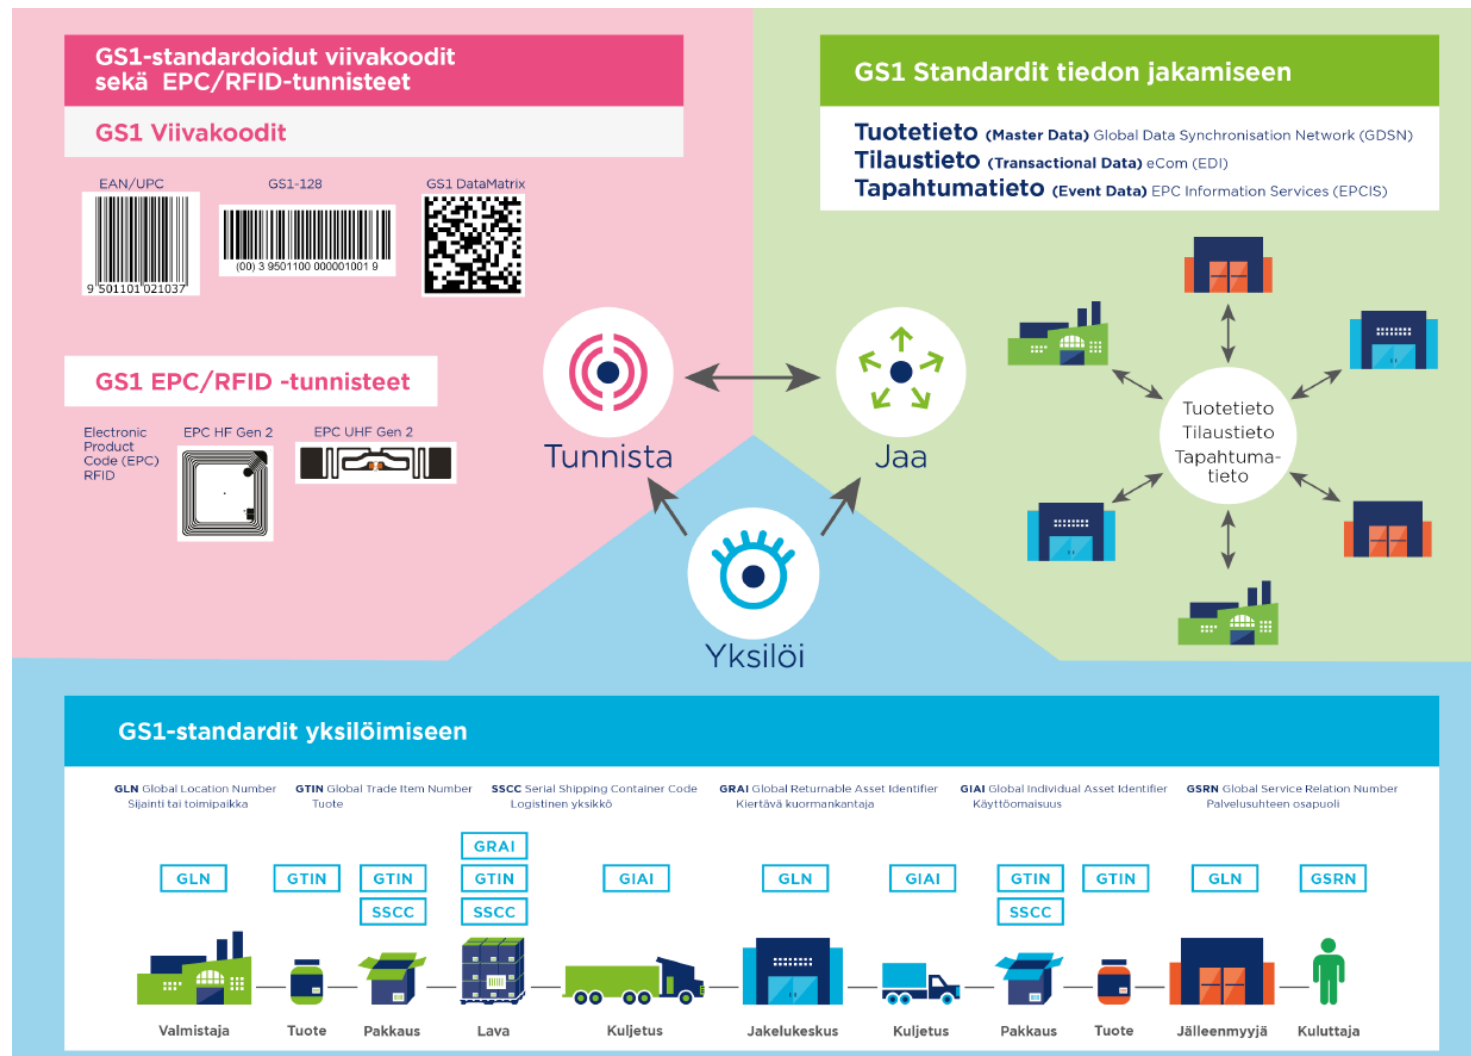 GS1-standardoidut viivakoodit
sekä EPC/RFID-tunnisteet
GS1 Viivakoodit
EAN/UPC
GS1-128
GS1 DataMatrix
9 501101 021037
(00) 3 9501100 000001001 9
GS1 EPC/RFID -tunnisteet
Electronic
Product
Code (EPC)
RFID
EPC HF Gen 2
EPC UHF Gen 2
GS1 Standardit tiedon jakamiseen
Tuotetieto (Master Data) Global Data Synchronisation Network (GDSN)
Tilaustieto (Transactional Data) eCom (EDI)
Tapahtumatieto (Event Data) EPC Information Services (EPCIS)
Tuotetieto
Tilaustieto
Tapahtuma-
tieto
Tunnista
Jaa
Yksilöi
GS1-standardit yksilöimiseen
GLN Global Location Number
Sijainti tai toimipaikka
GTIN Global Trade Item Number
Tuote
SSCC Serial Shipping Container Code
Logistinen yksikkö
GRAI Global Returnable Asset Identifier
Kiertävä kuormankantaja
GIAI Global Individual Asset Identifier
Käyttöomaisuus
GSRN Global Service Relation Number
Palvelusuhteen osapuoli
GRAI
GLN
GTIN
GTIN
GTIN
GIAI
GLN
GIAI
GTIN
GTIN
GLN
GSRN
SSCC
SSCC
SSCC
Valmistaja
Tuote
Pakkaus
Lava
Kuljetus
Jakelukeskus
Kuljetus
Pakkaus
Tuote
Jälleenmyyjä
Kuluttaja